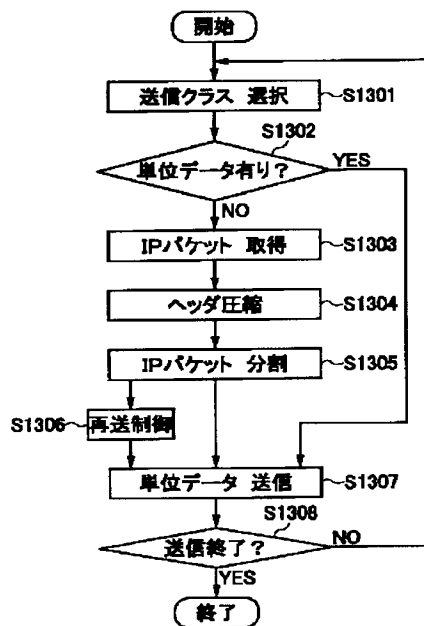 開始
送信クラス 選択
S1301
S1302
単位データ有り?
YES
NO
IPパケット 取得
S1303
ヘッダ圧縮
S1304
IPパケット 分割
S1305
S1306
再送制御
単位データ 送信
S1307
S1308
送信終了?
NO
YES
終了